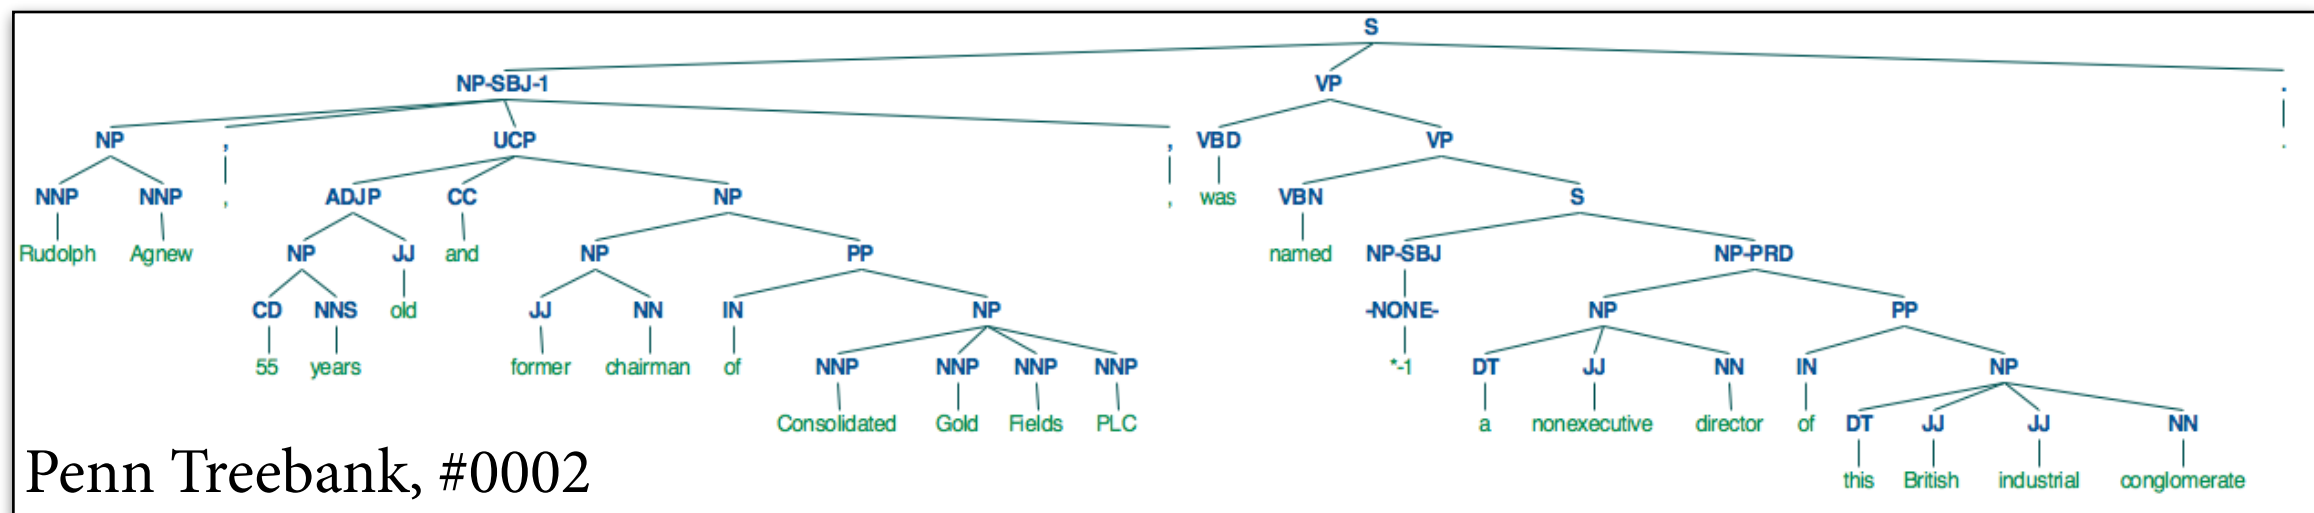 S
NP-SBJ-1 VP .
NP , UCP , VBD VP .
NNP NNP , ADJP CC NP , was VBN S
Rudolph Agnew NP JJ and NP PP named NP-SBJ NP-PRD
CD NNS old JJ NN IN NP -NONE- NP PP
55 years former chairman of NNP NNP NNP NNP *-1 DT JJ NN IN NP
Consolidated Gold Fields PLC a nonexecutive director of DT JJ JJ NN
Penn Treebank, #0002 this British industrial conglomerate